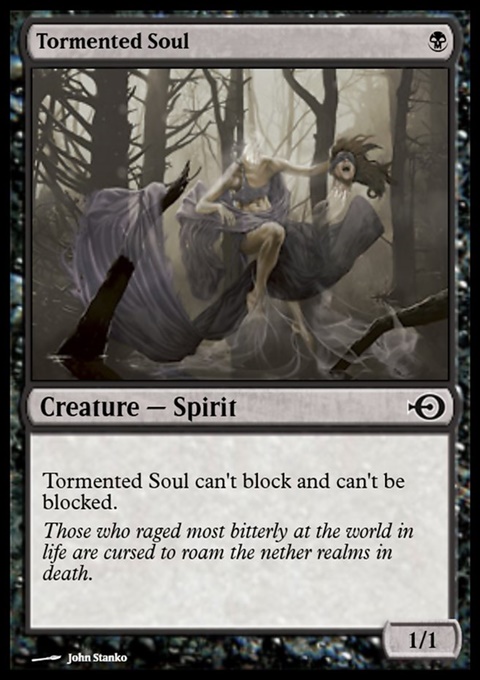 Tormented Soul
Creature — Spirit
Tormented Soul can't block and can't be
blocked.
Those who raged most bitterly at the world in
life are cursed to roam the nether realms in
death.
1/1
John Stanko